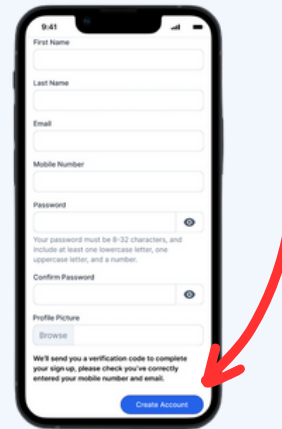 9:41
First Name
Last Name
Email
Mobile Number
Password
Your password must be 8-32 characters, and
include at least one lowercase letter, one
uppercase letter, and a number.
Confirm Password
Profile Picture
Browse
We'll send you a verification code to complete
your sign up, please check you've correctly
entered your mobile number and email.
Create Account